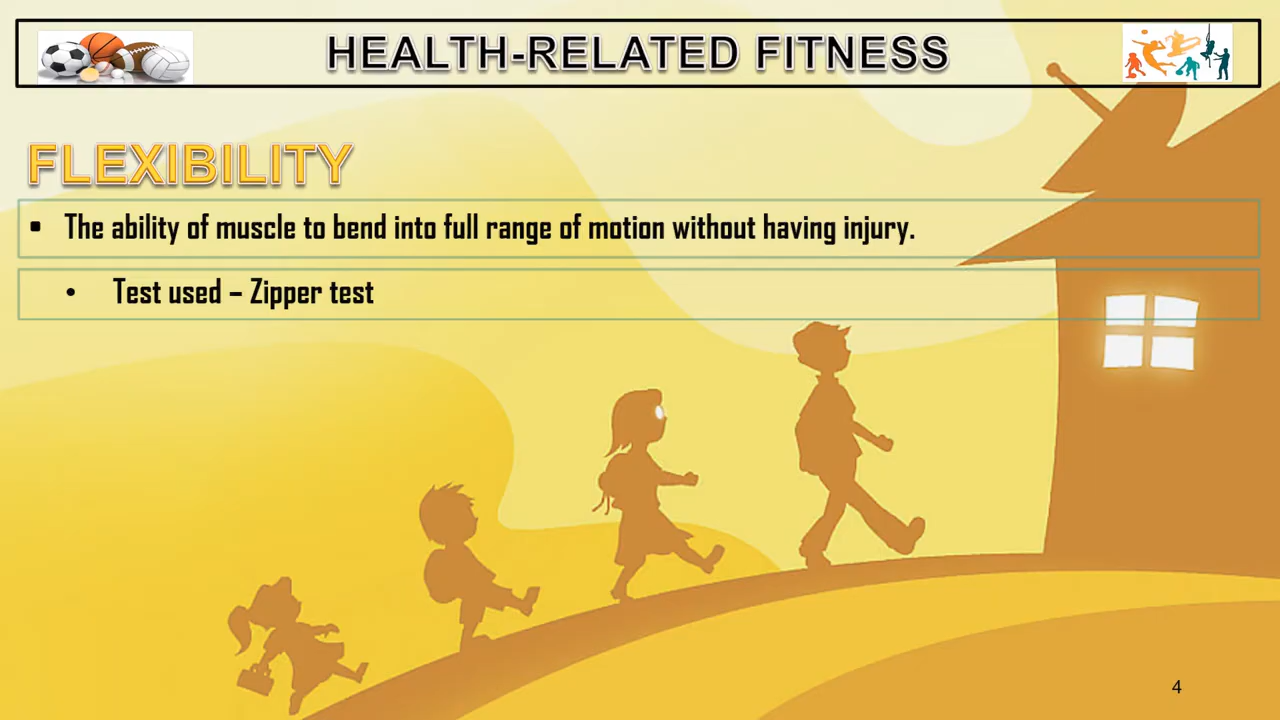 HEALTH-RELATED FITNESS
FLEXIBILITY
▪ The ability of muscle to bend into full range of motion without having injury.
• Test used – Zipper test
4